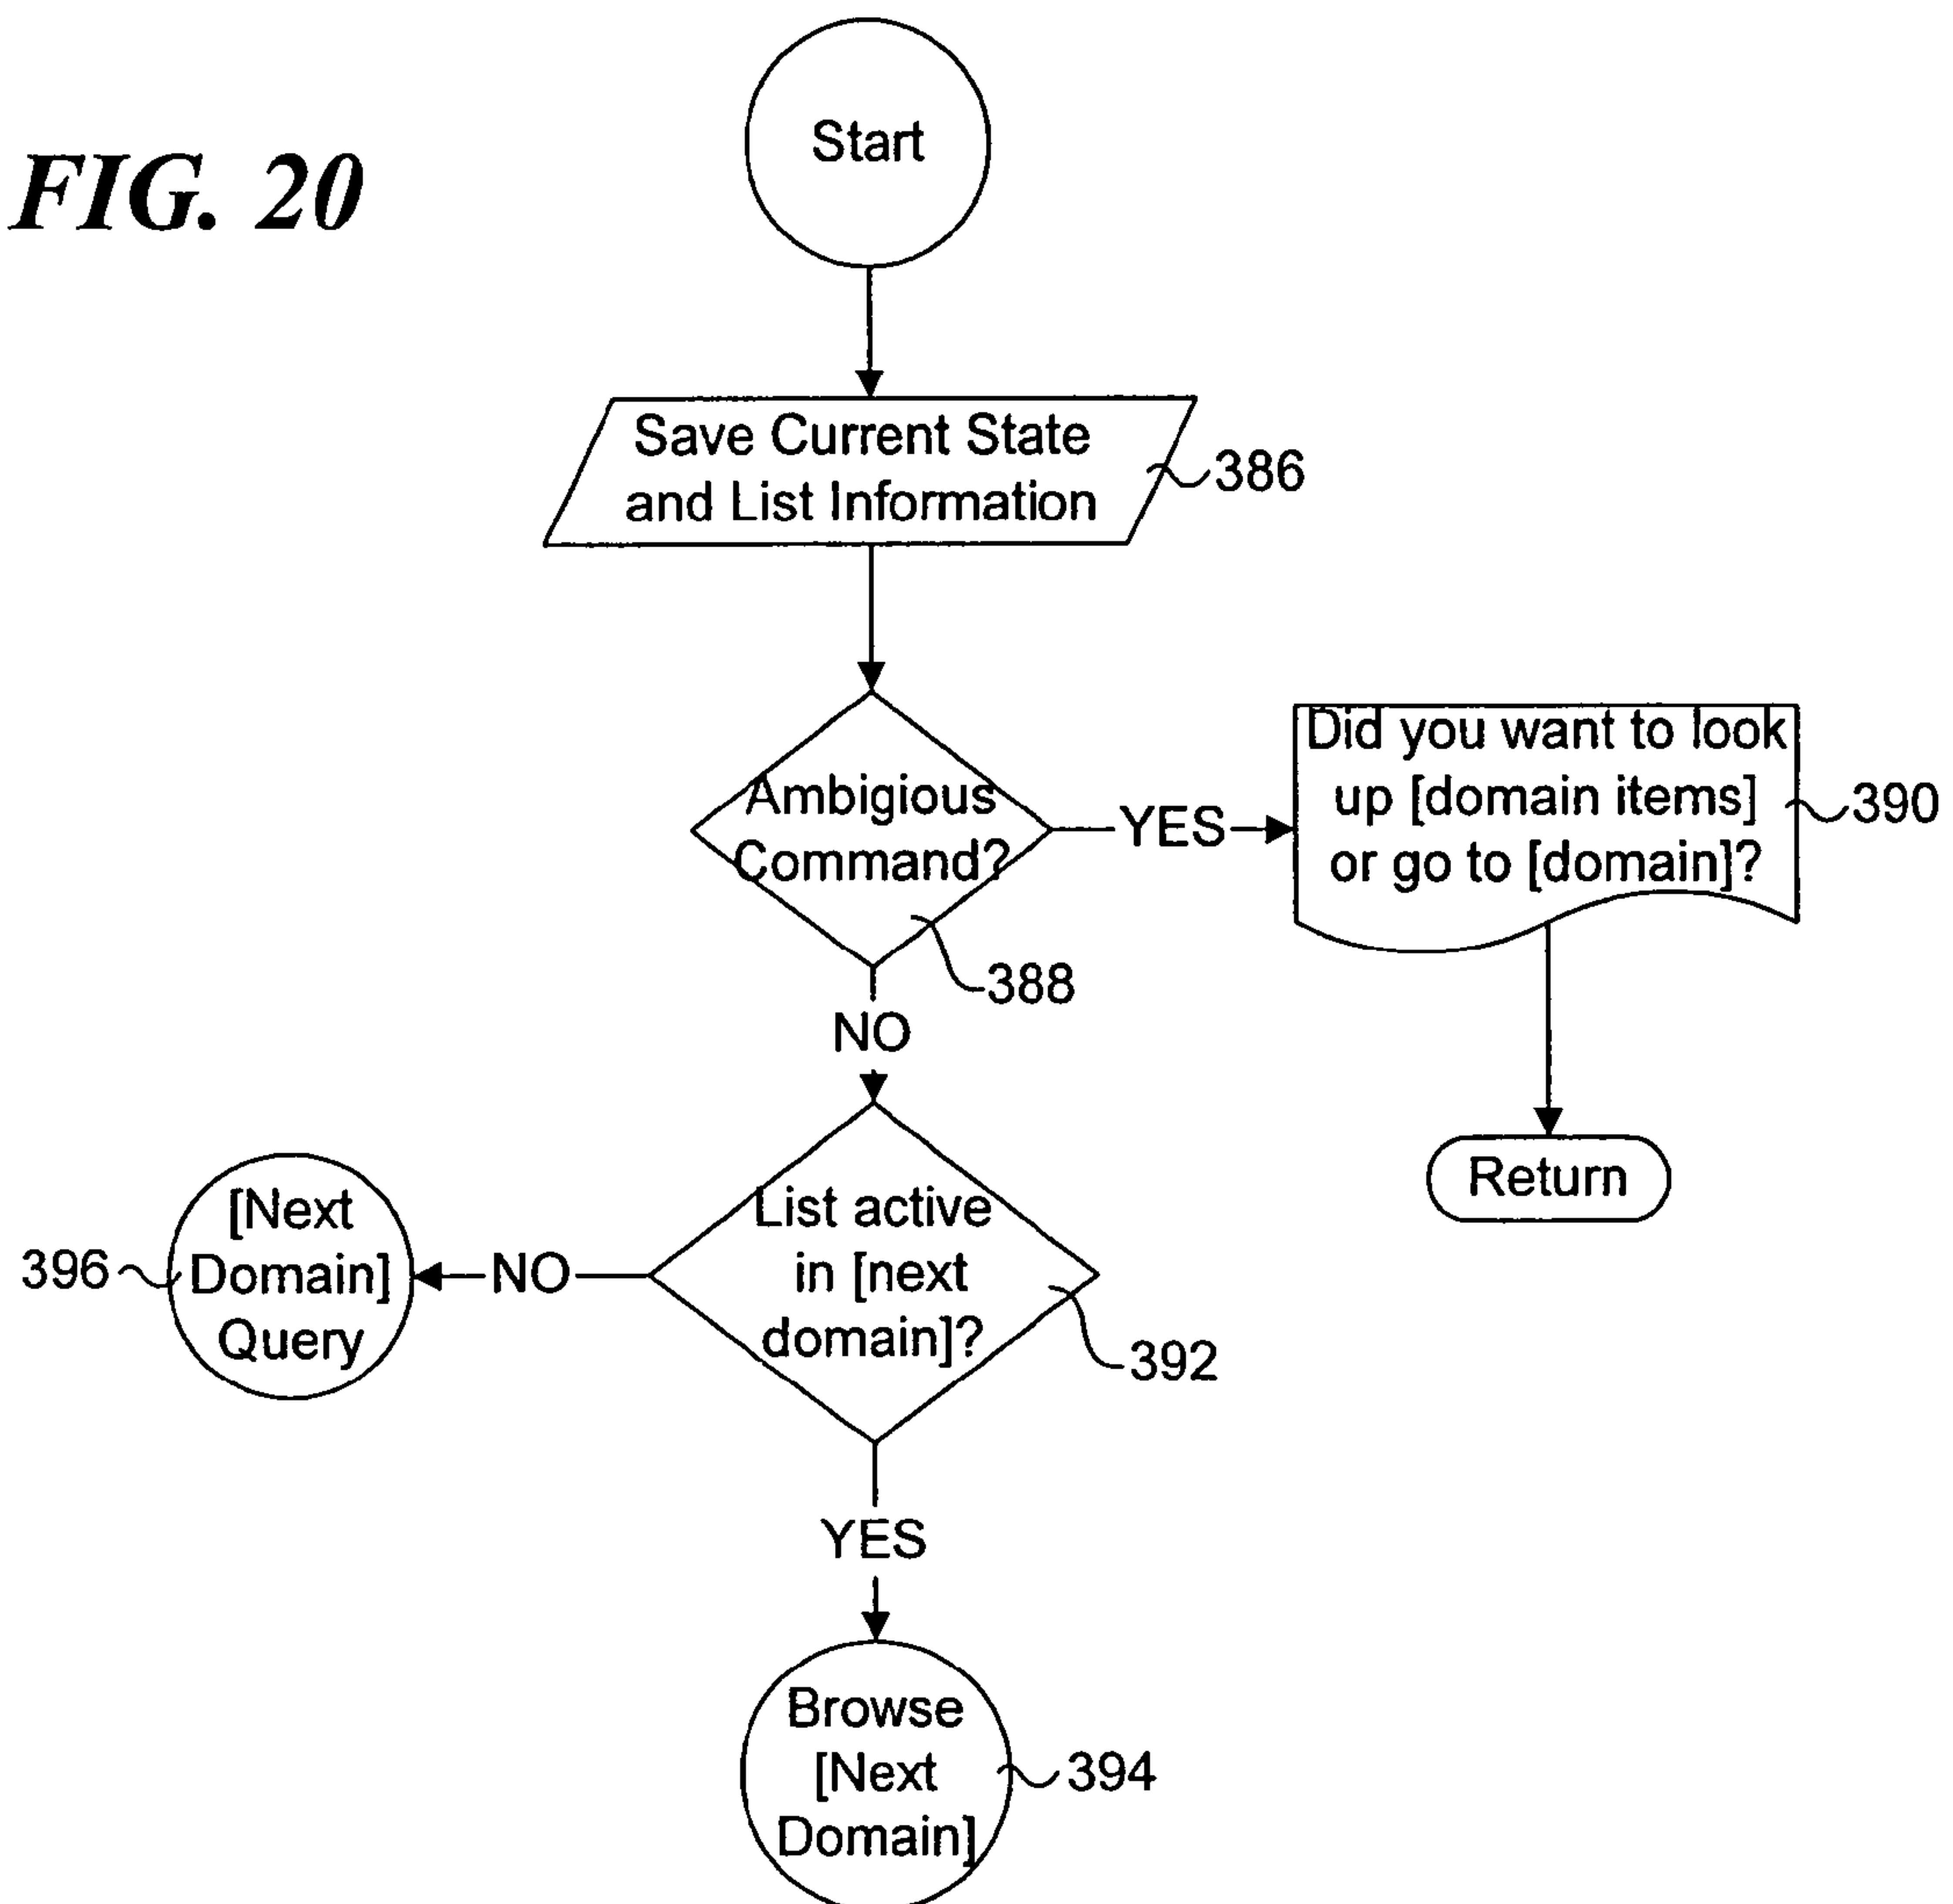 FIG. 20
Start
Save Current State
and List Information
386
Ambigious
Command?
388
YES
Did you want to look
up [domain items]
or go to [domain]?
390
Return
NO
List active
in [next
domain]?
392
NO
[Next
Domain]
Query
396
YES
Browse
[Next
Domain]
394